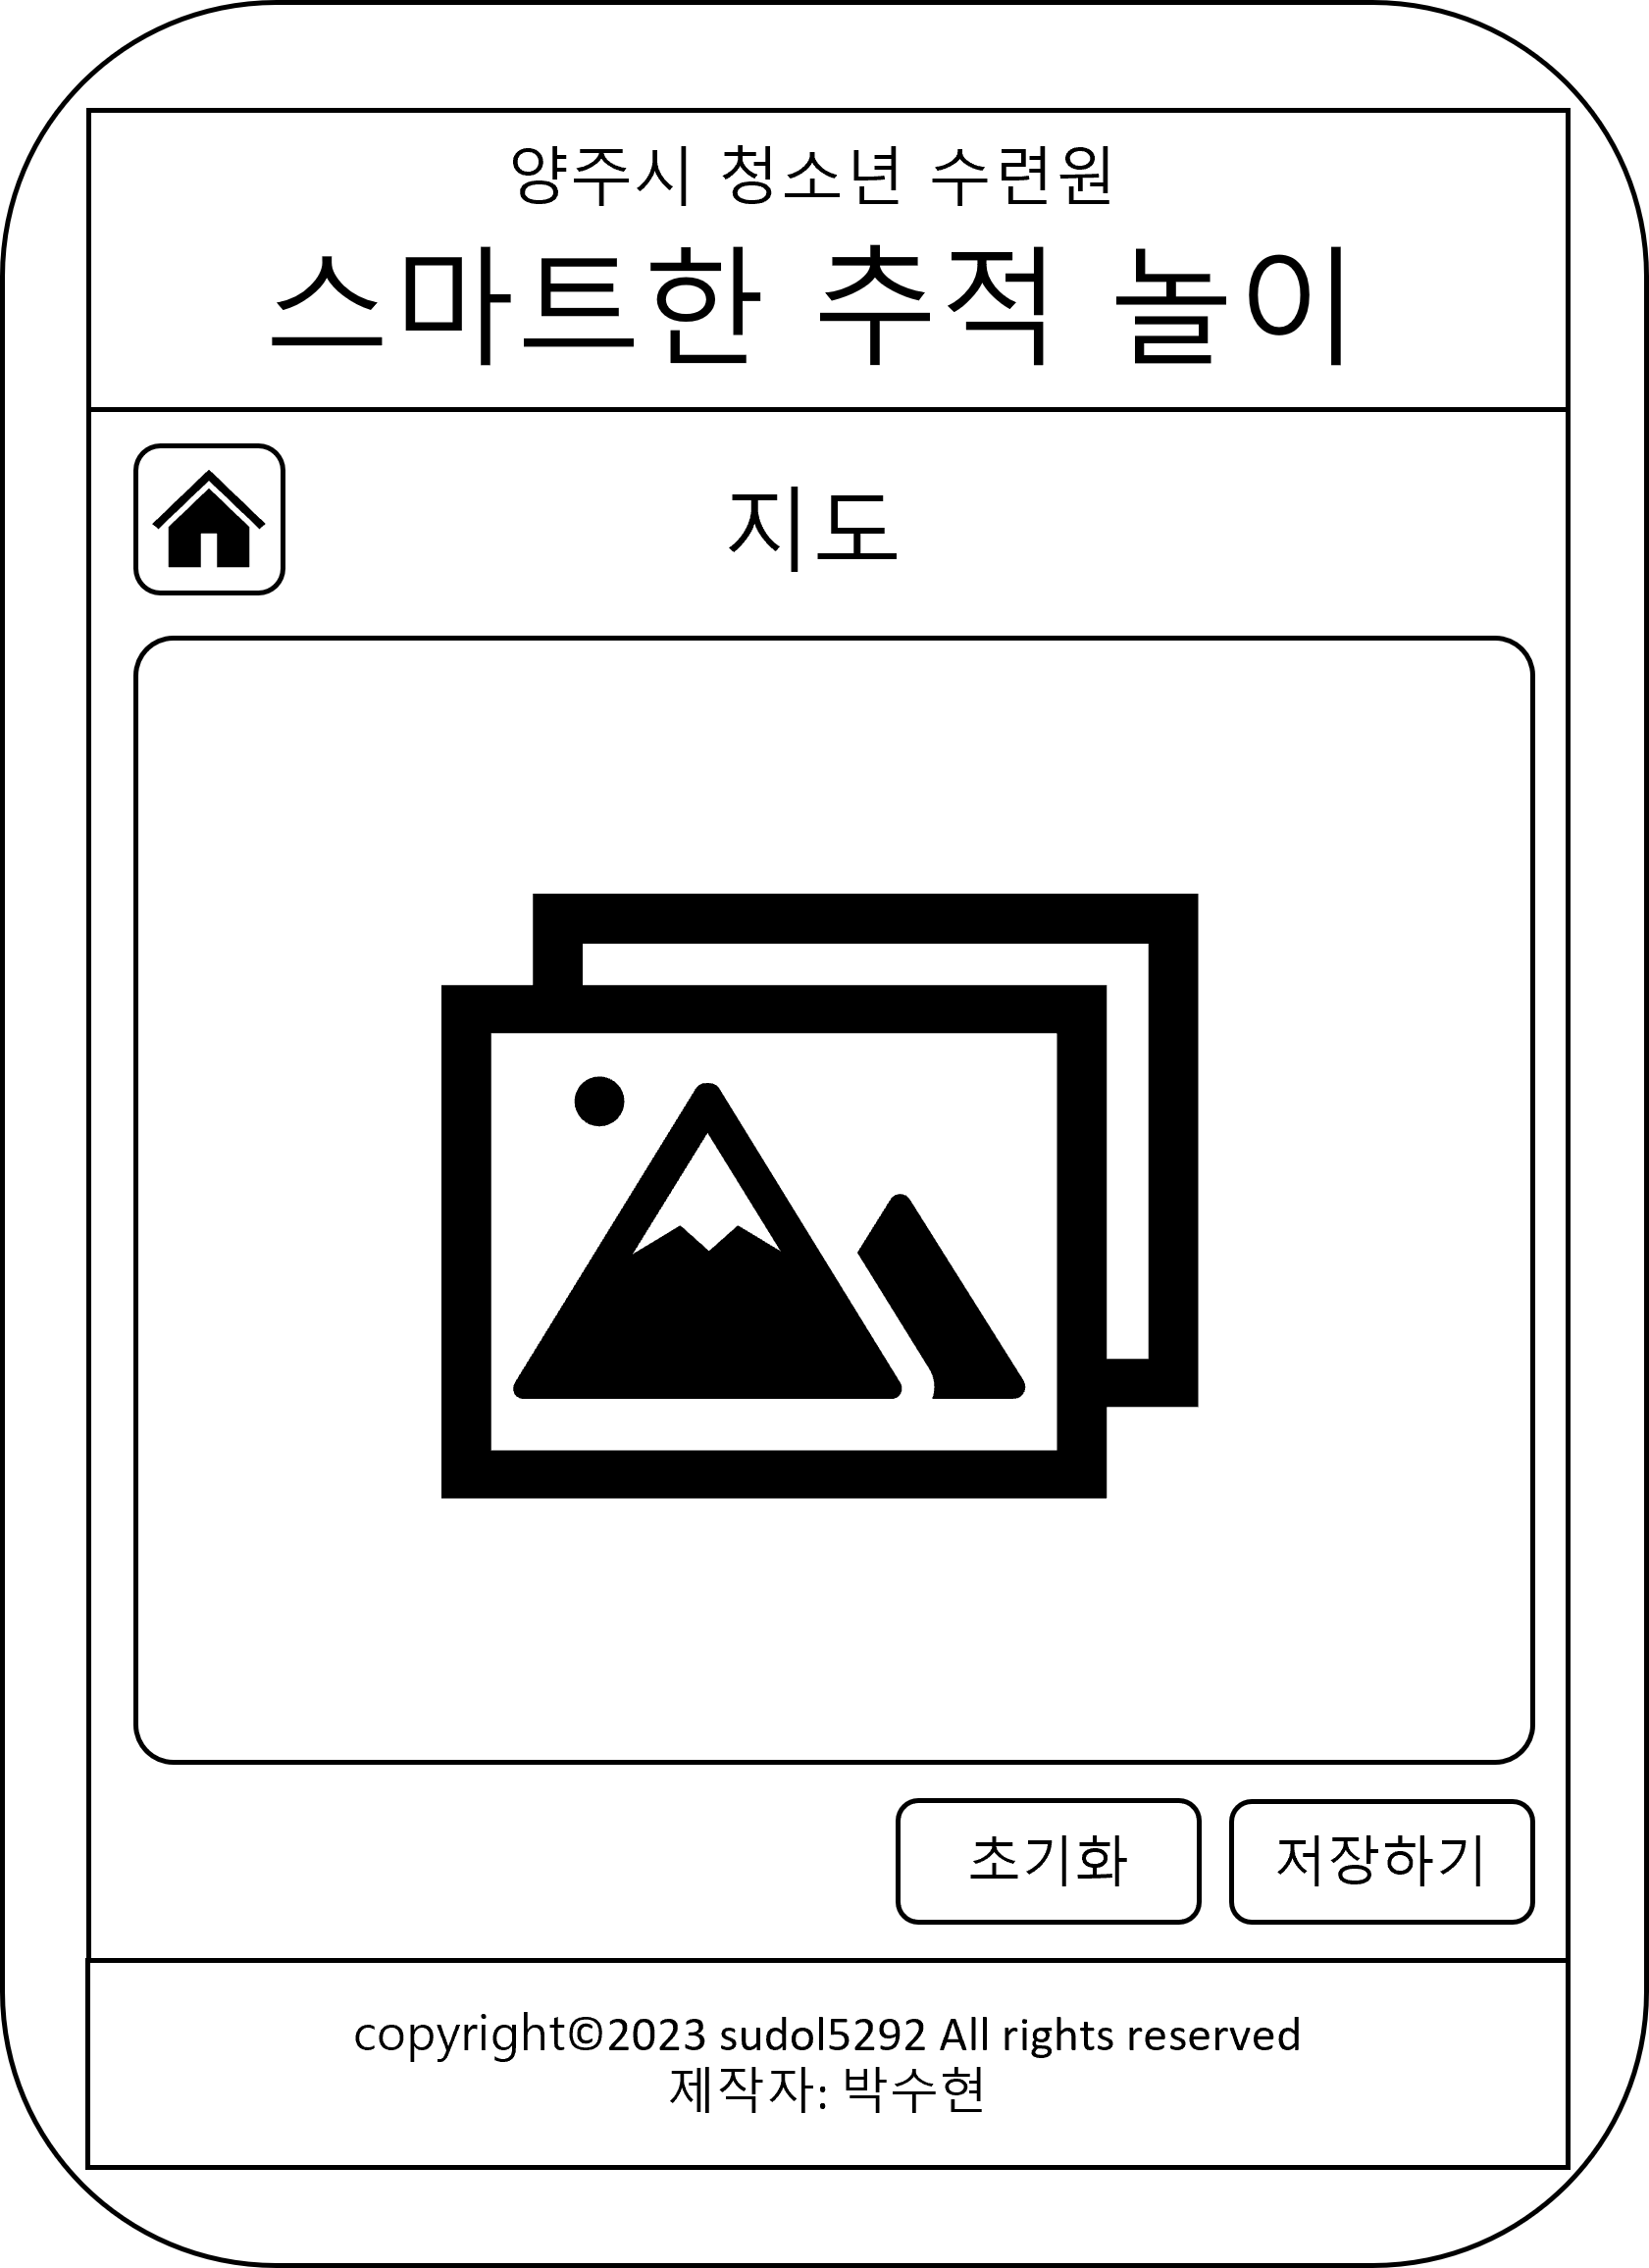 양주시 청소년 수련원
스마트한 추적 놀이
지도
초기화 저장하기
copyright©2023 sudol5292 All rights reserved
제작자: 박수현